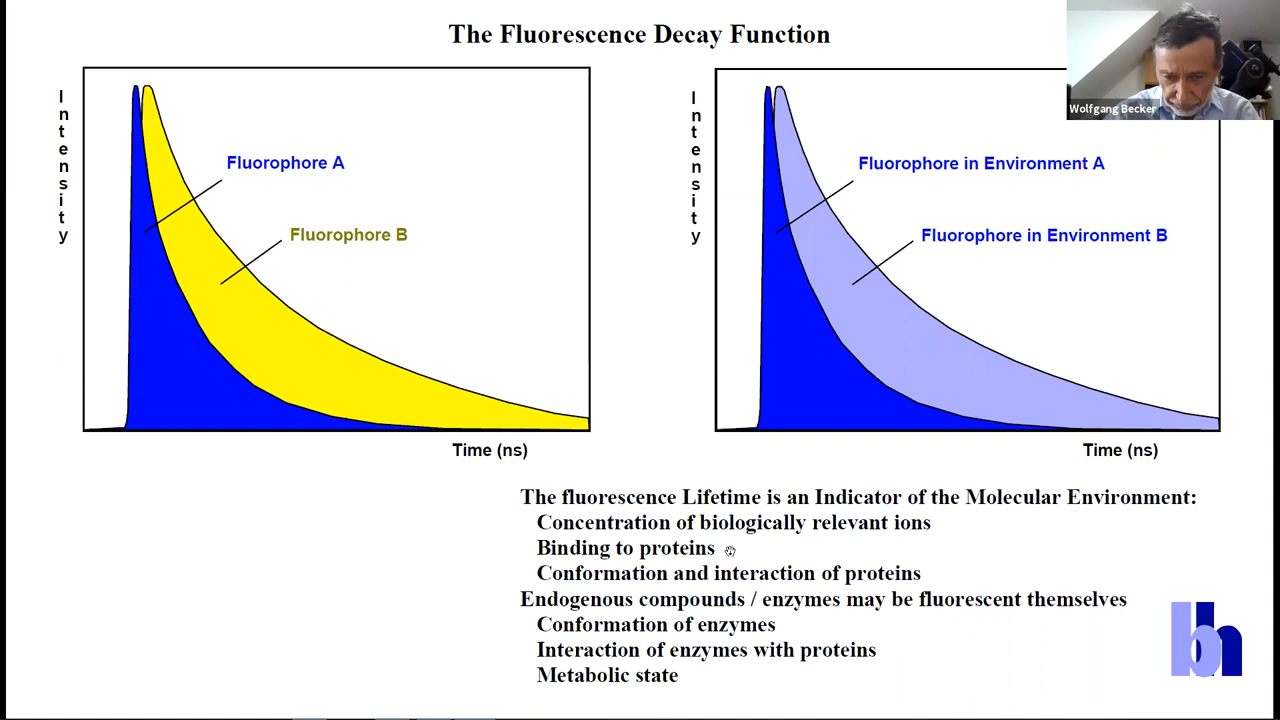 The Fluorescence Decay Function
Intensity
Fluorophore A
Fluorophore B
Time (ns)
Intensity
Fluorophore in Environment A
Fluorophore in Environment B
Time (ns)
Wolfgang Becker
The fluorescence Lifetime is an Indicator of the Molecular Environment:
Concentration of biologically relevant ions
Binding to proteins
Conformation and interaction of proteins
Endogenous compounds / enzymes may be fluorescent themselves
Conformation of enzymes
Interaction of enzymes with proteins
Metabolic state
bh